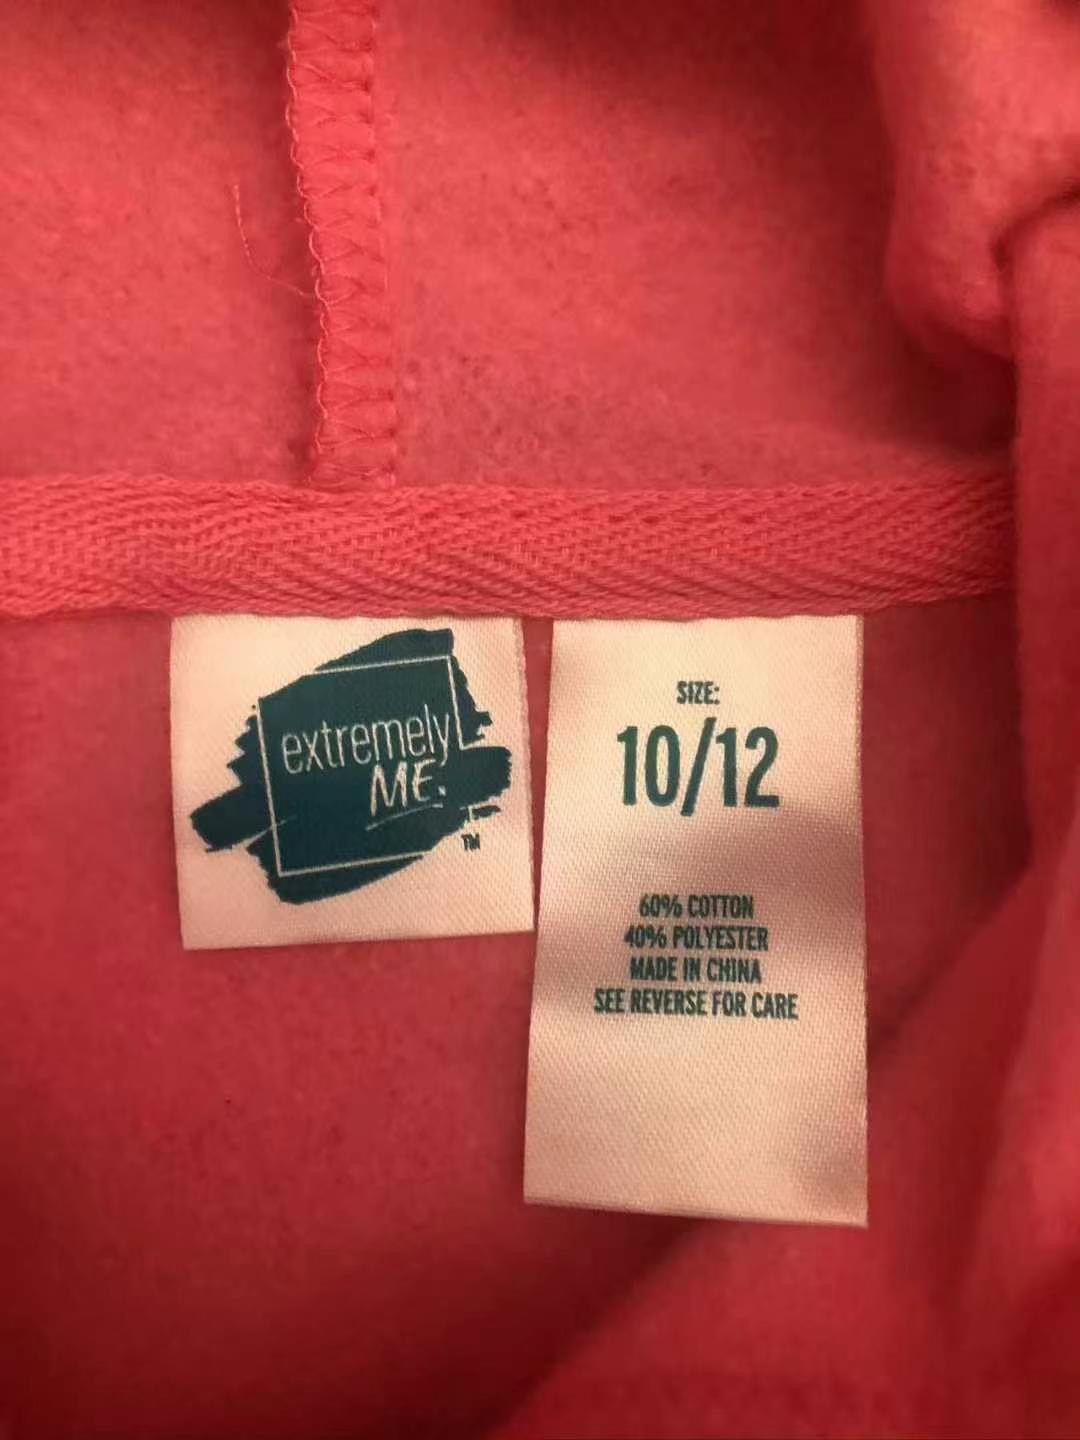 extremely
ME.
TM
SIZE:
10/12
60% COTTON
40% POLYESTER
MADE IN CHINA
SEE REVERSE FOR CARE